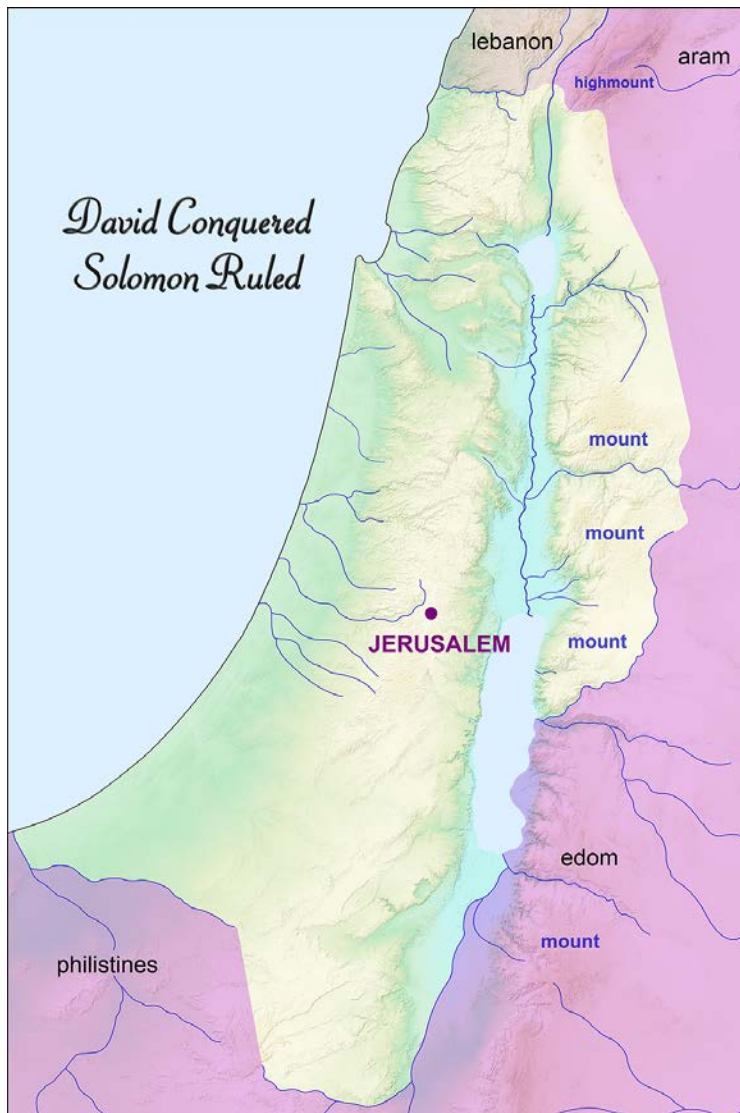 lebanon
aram
highmount
David Conquered
Solomon Ruled
mount
mount
JERUSALEM
mount
edom
mount
philistines